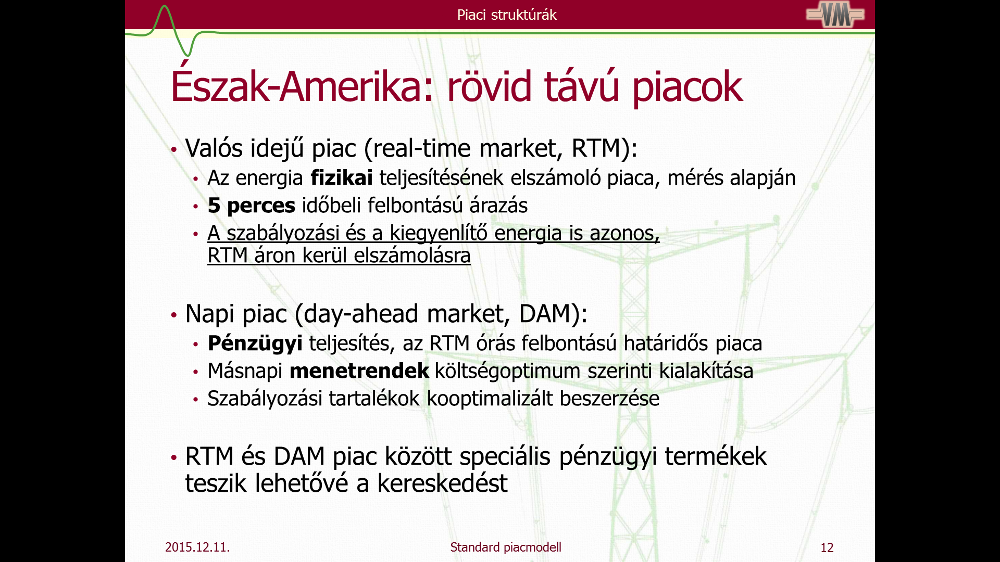 Piaci struktúrák
VM
Észak-Amerika: rövid távú piacok
• Valós idejű piac (real-time market, RTM):
• Az energia fizikai teljesítésének elszámoló piaca, mérés alapján
• 5 perces időbeli felbontású árazás
• A szabályozási és a kiegyenlítő energia is azonos,
RTM áron kerül elszámolásra
• Napi piac (day-ahead market, DAM):
• Pénzügyi teljesítés, az RTM órás felbontású határidős piaca
• Másnapi menetrendek költségoptimum szerinti kialakítása
• Szabályozási tartalékok kooptimalizált beszerzése
• RTM és DAM piac között speciális pénzügyi termékek
teszik lehetővé a kereskedést
2015.12.11.
Standard piacmodell
12